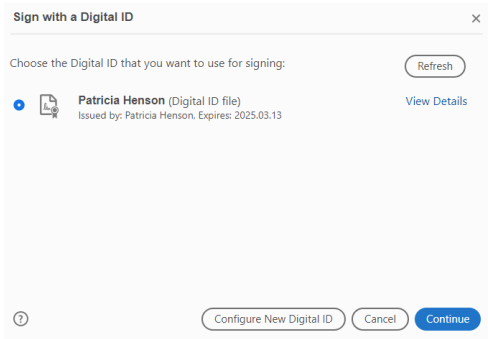 Sign with a Digital ID
Choose the Digital ID that you want to use for signing:
Refresh
Patricia Henson (Digital ID file)
View Details
Issued by: Patricia Henson, Expires: 2025.03.13
Configure New Digital ID
Cancel
Continue